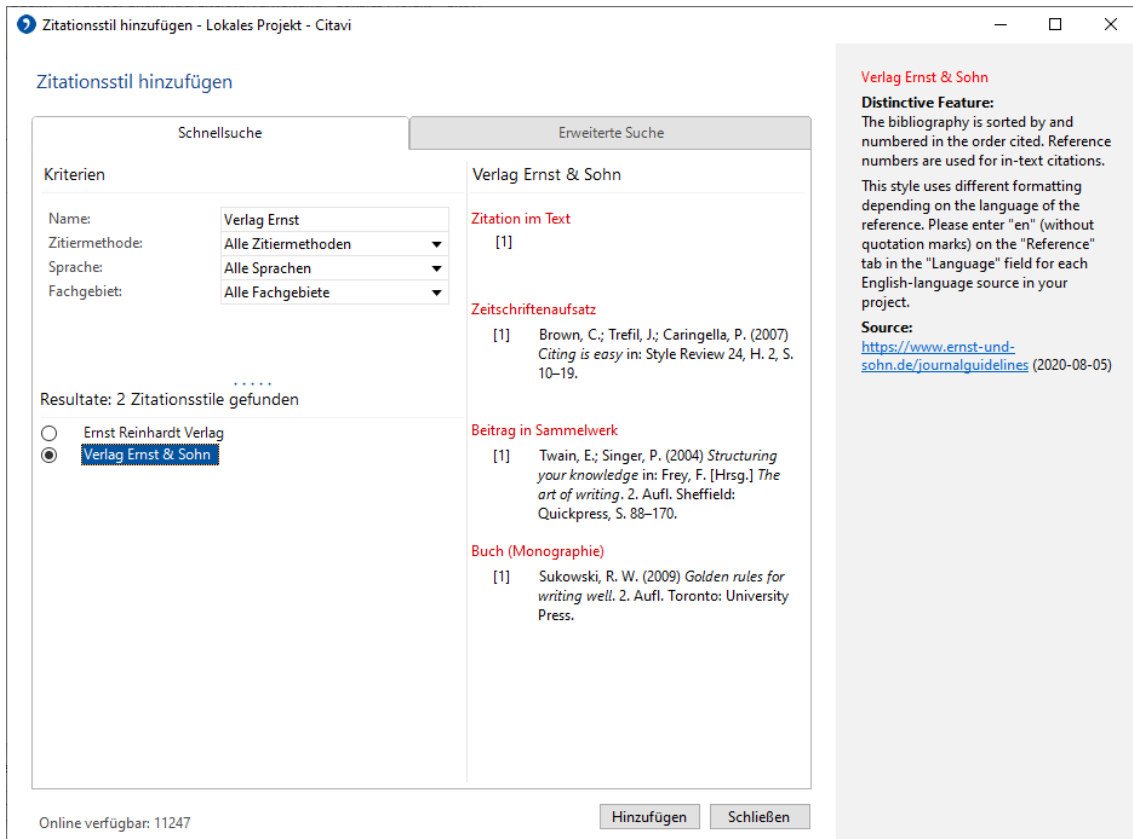 Zitationsstil hinzufügen - Lokales Projekt - Citavi
Zitationsstil hinzufügen
Schnellsuche
Erweiterte Suche
Kriterien
Name:
Verlag Ernst
Zitiermethode:
Alle Zitiermethoden
Sprache:
Alle Sprachen
Fachgebiet:
Alle Fachgebiete
Resultate: 2 Zitationsstile gefunden
Ernst Reinhardt Verlag
Verlag Ernst & Sohn
Verlag Ernst & Sohn
Zitation im Text
[1]
Zeitschriftenaufsatz
[1] Brown, C.; Trefil, J.; Caringella, P. (2007)
Citing is easy in: Style Review 24, H. 2, S.
10–19.
Beitrag in Sammelwerk
[1] Twain, E.; Singer, P. (2004) Structuring
your knowledge in: Frey, F. [Hrsg.] The
art of writing. 2. Aufl. Sheffield:
Quickpress, S. 88–170.
Buch (Monographie)
[1] Sukowski, R. W. (2009) Golden rules for
writing well. 2. Aufl. Toronto: University
Press.
Online verfügbar: 11247
Hinzufügen
Schließen
Verlag Ernst & Sohn
Distinctive Feature:
The bibliography is sorted by and
numbered in the order cited. Reference
numbers are used for in-text citations.
This style uses different formatting
depending on the language of the
reference. Please enter "en" (without
quotation marks) on the "Reference"
tab in the "Language" field for each
English-language source in your
project.
Source:
https://www.ernst-und-
sohn.de/journalguidelines (2020-08-05)